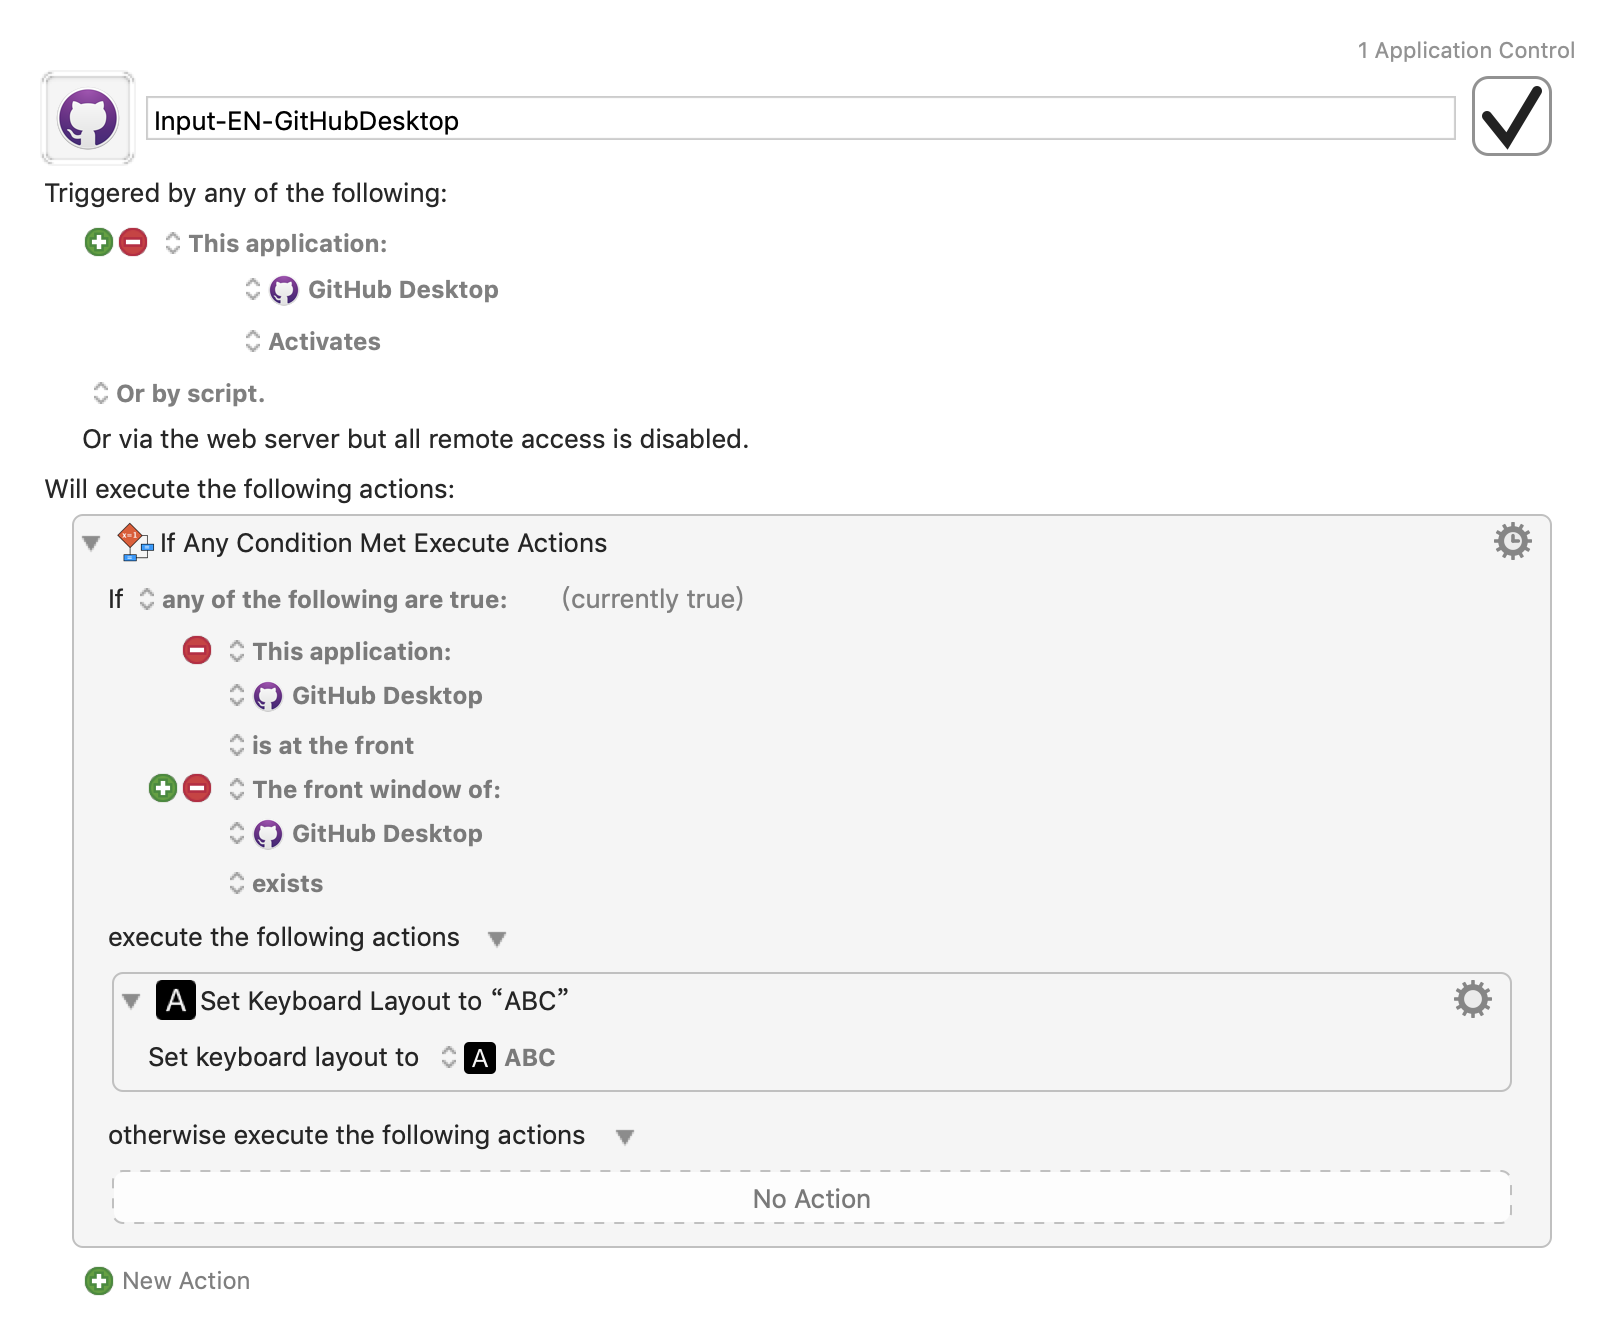 1 Application Control
Input-EN-GitHubDesktop
Triggered by any of the following:
This application:
GitHub Desktop
Activates
Or by script.
Or via the web server but all remote access is disabled.
Will execute the following actions:
x=1
If Any Condition Met Execute Actions
If any of the following are true: (currently true)
This application:
GitHub Desktop
is at the front
The front window of:
GitHub Desktop
exists
execute the following actions
A Set Keyboard Layout to “ABC”
Set keyboard layout to A ABC
otherwise execute the following actions
No Action
New Action